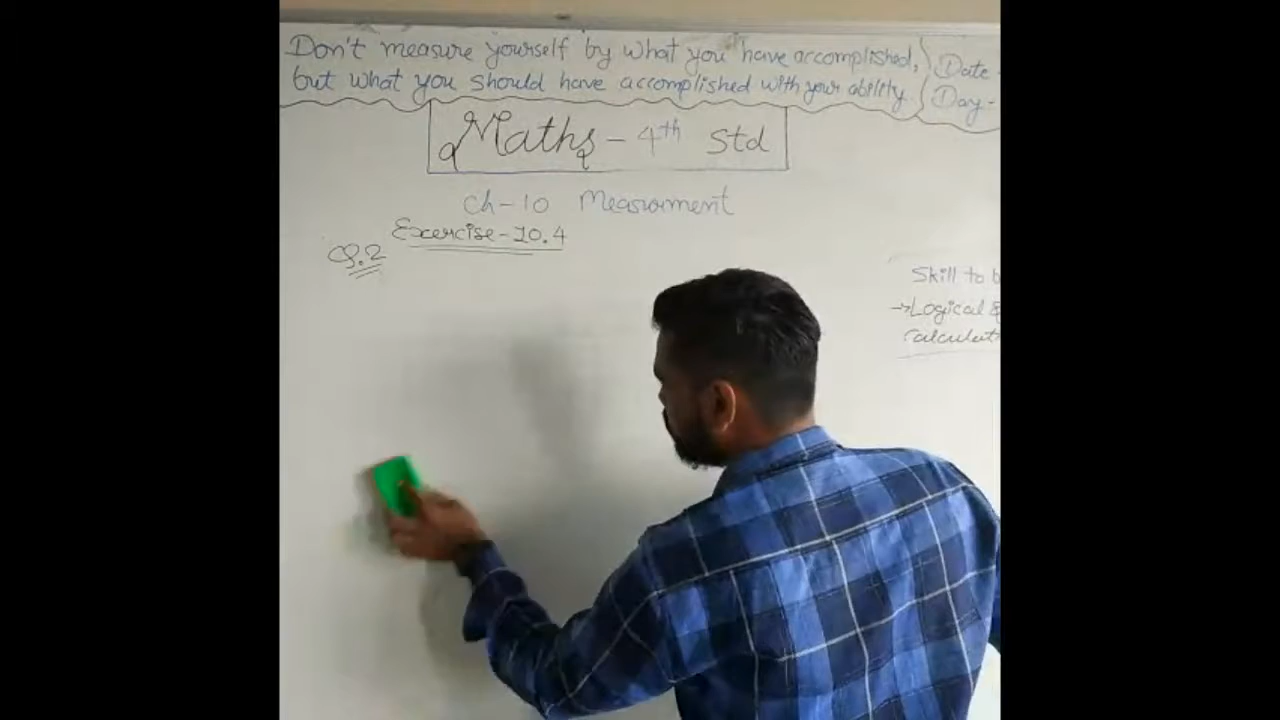 Don't measure yourself by what you have accomplished,
but what you should have accomplished with your ability.
Date -
Day -
Maths - 4th Std
Ch-10 Measurment
Exercise - 10.4
Q.2
Skill to b
→ Logical &
Calculat